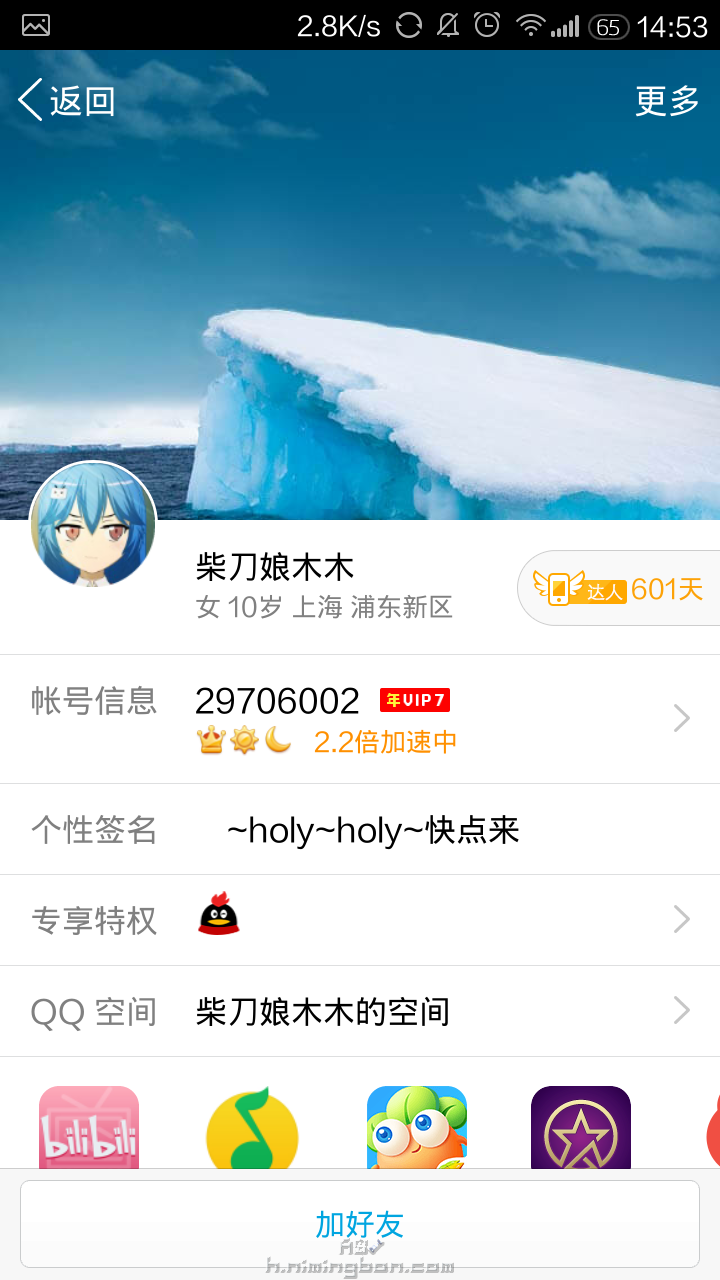 2.8K/s 65 14:53
返回 更多
柴刀娘木木
女 10岁 上海 浦东新区
达人 601天
帐号信息 29706002 年VIP7
2.2倍加速中
个性签名 ~holy~holy~快点来
专享特权
QQ 空间 柴刀娘木木的空间
bilibili
加好友
h.nimingban.com